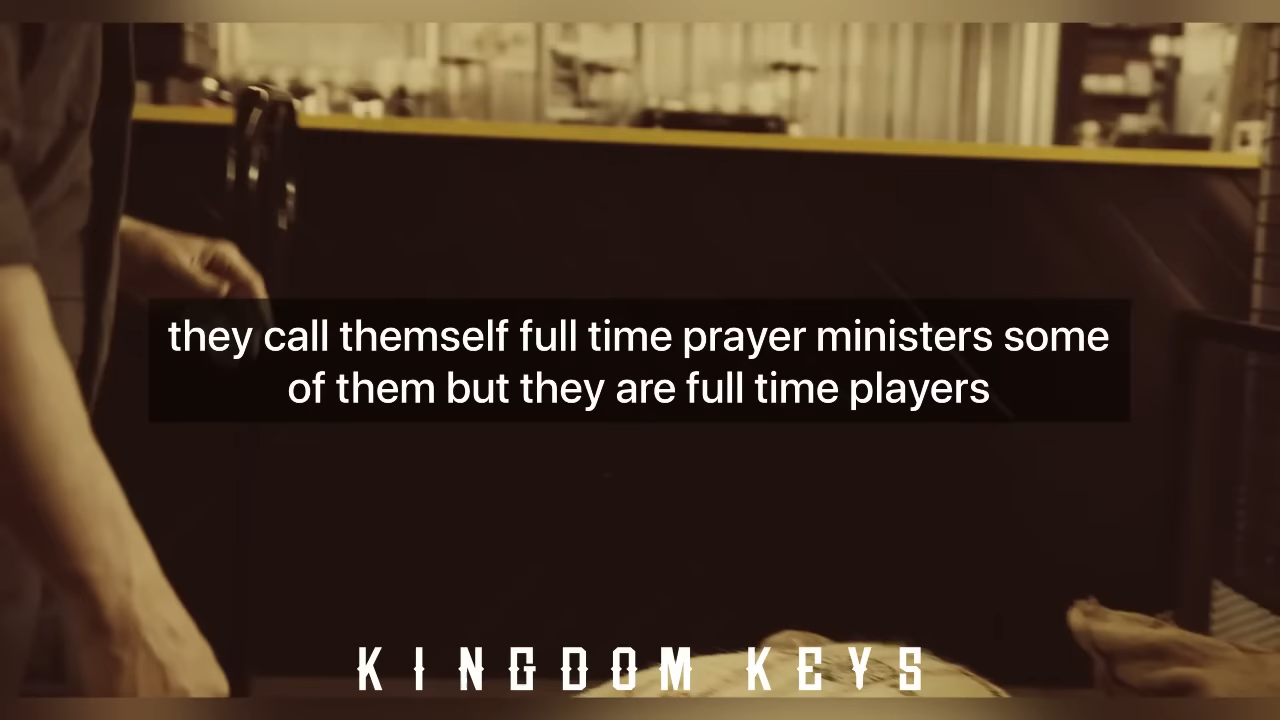 they call themself full time prayer ministers some
of them but they are full time players
KINGDOM KEYS